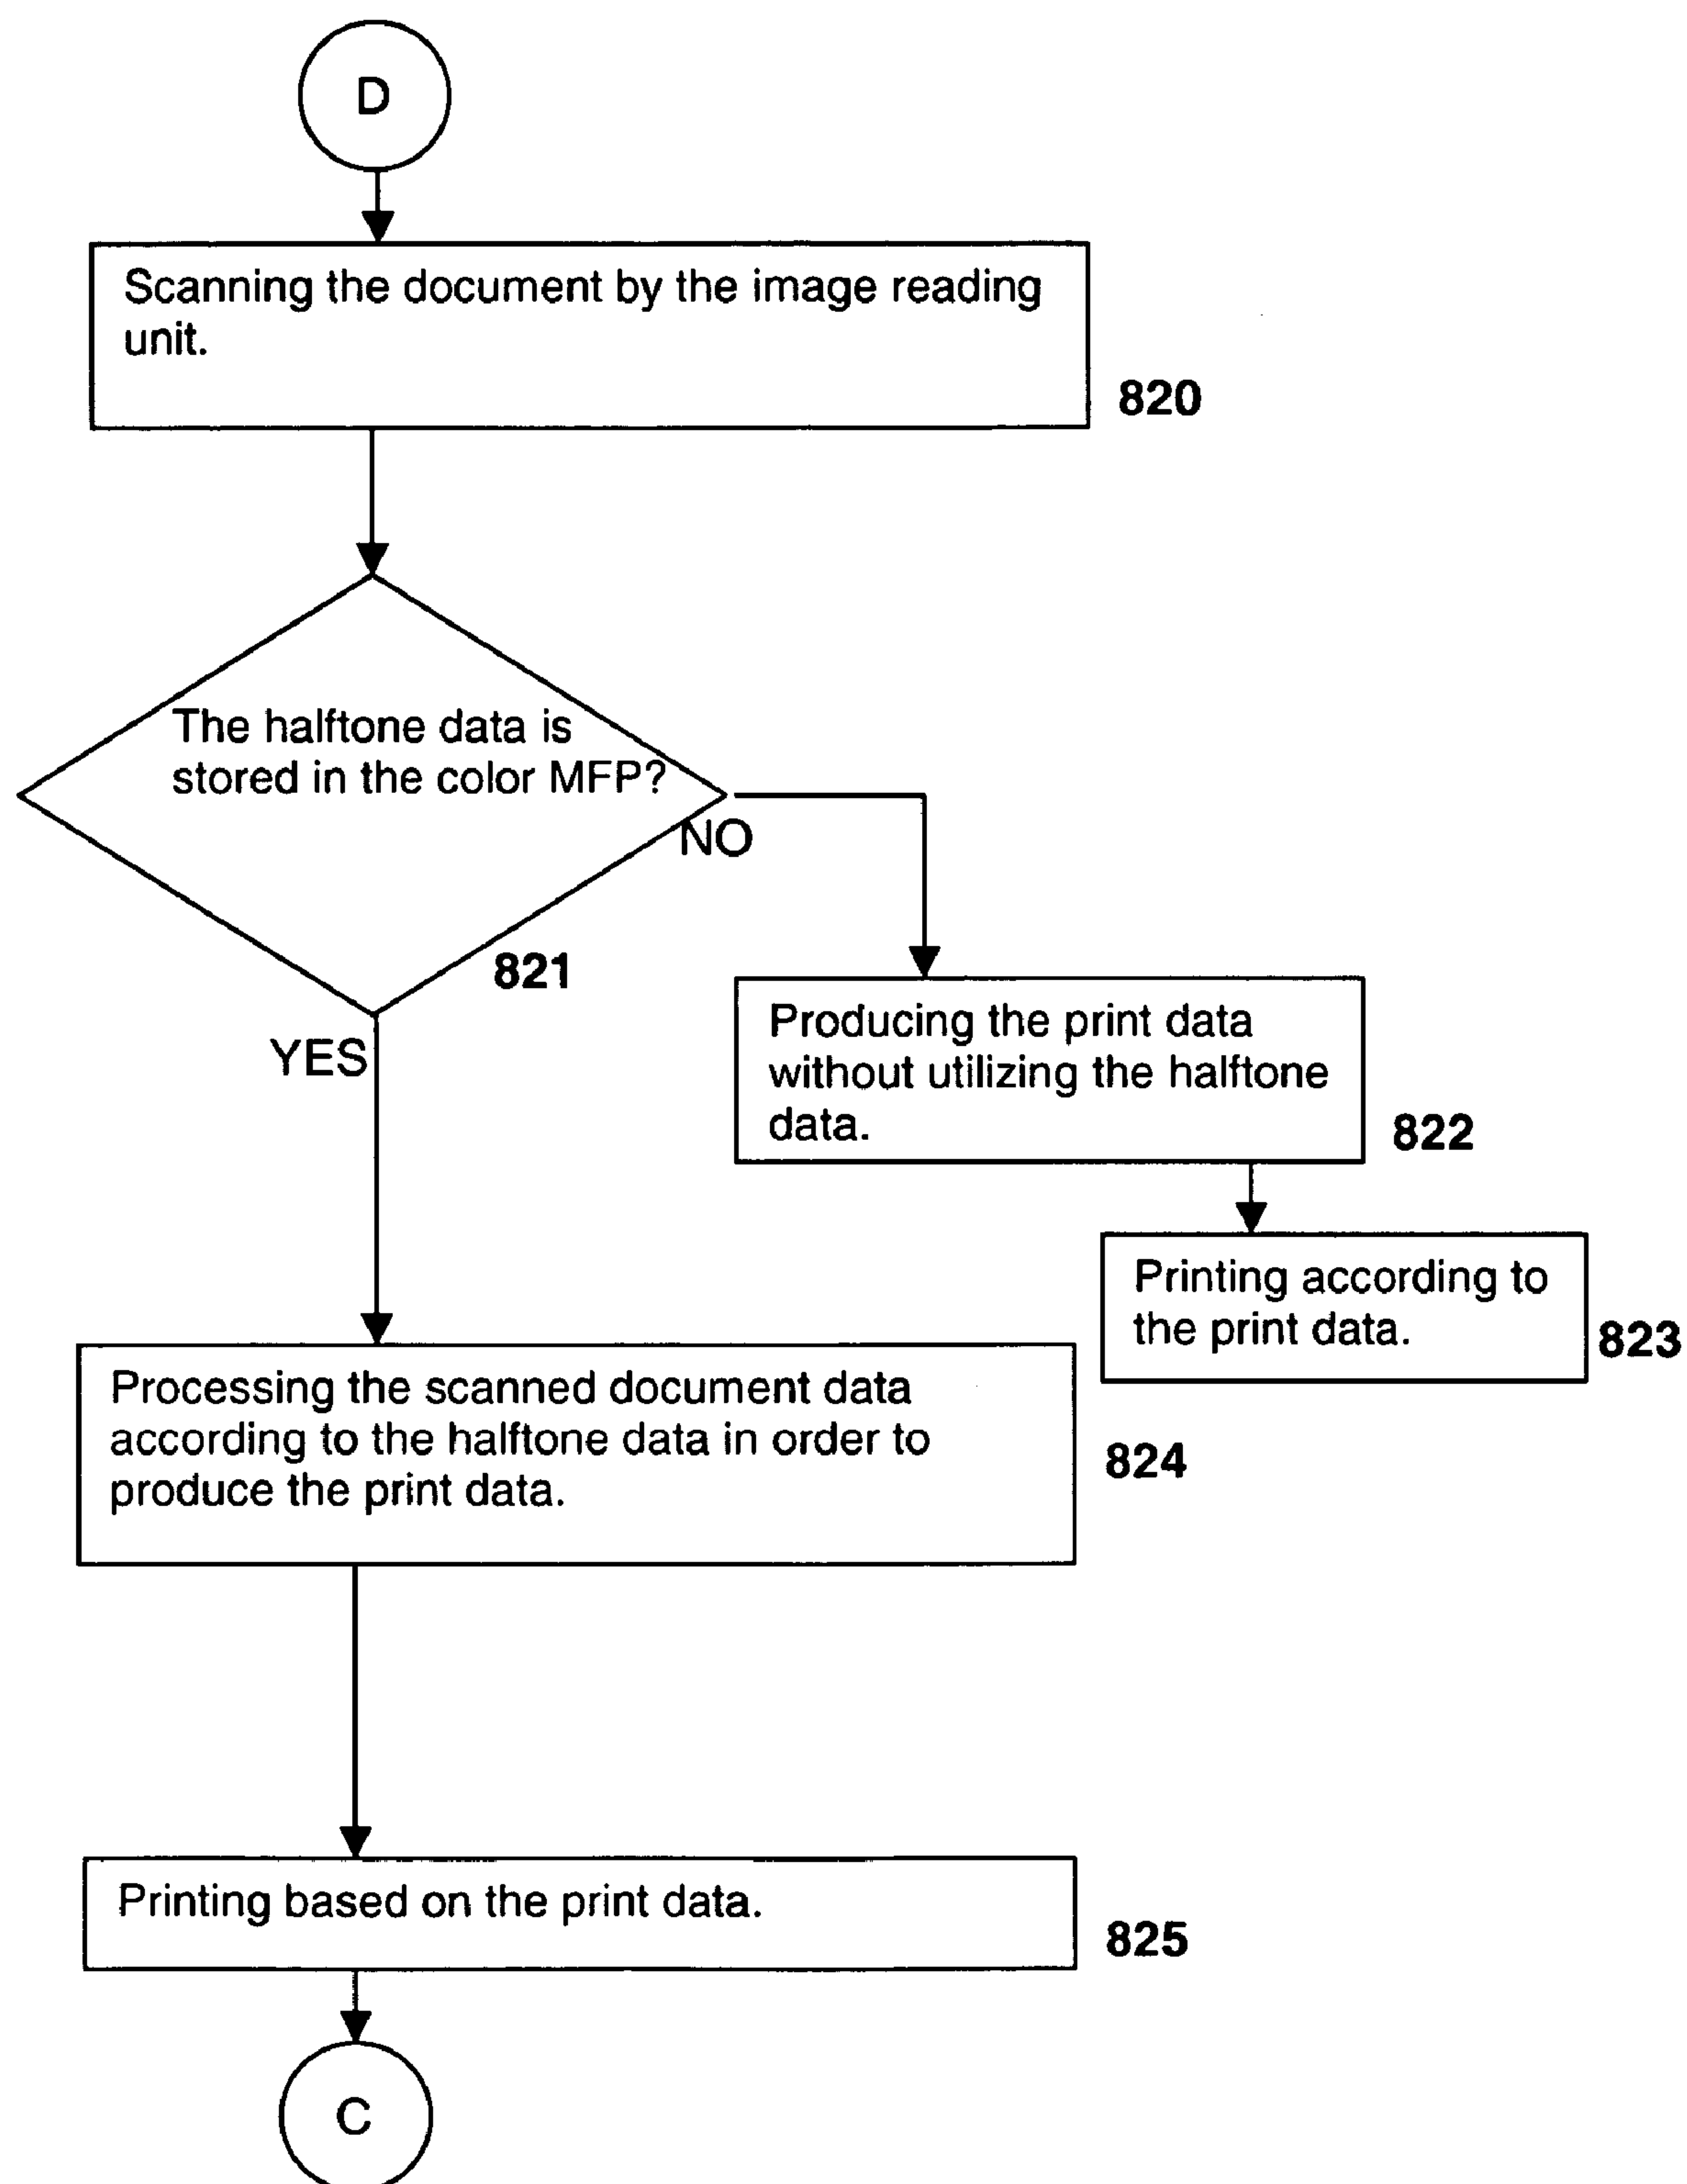 D
Scanning the document by the image reading
unit.
820
The halftone data is
stored in the color MFP?
NO
821
YES
Producing the print data
without utilizing the halftone
data.
822
Printing according to
the print data.
823
Processing the scanned document data
according to the halftone data in order to
produce the print data.
824
Printing based on the print data.
825
C